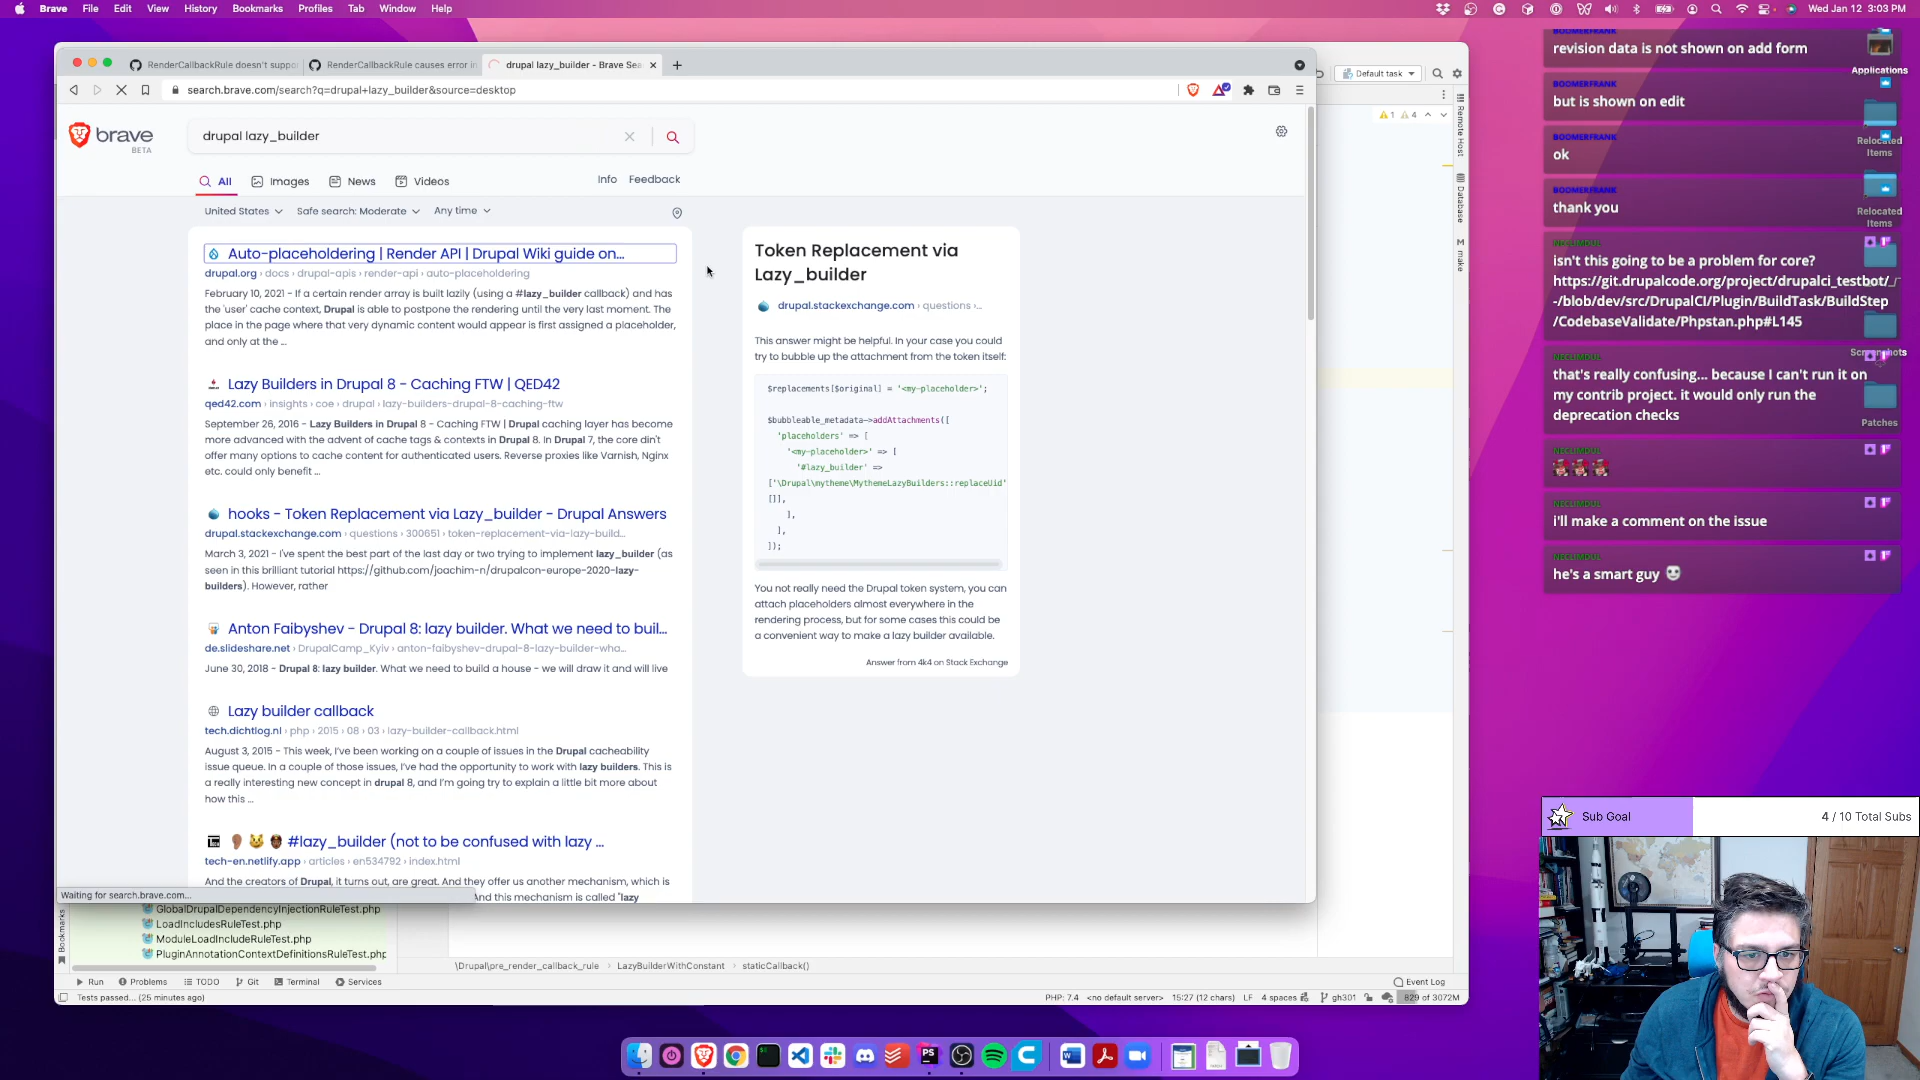 Brave File Edit View History Bookmarks Profiles Tab Window Help
Wed Jan 12 3:03 PM
RenderCallbackRule doesn't suppo
RenderCallbackRule causes error in
drupal lazy_builder - Brave Sea
search.brave.com/search?q=drupal+lazy_builder&source=desktop
brave
BETA
drupal lazy_builder
All Images News Videos Info Feedback
United States Safe search: Moderate Any time
Auto-placeholdering | Render API | Drupal Wiki guide on...
drupal.org › docs › drupal-apis › render-api › auto-placeholdering
February 10, 2021 - If a certain render array is built lazily (using a #lazy_builder callback) and has
the 'user' cache context, Drupal is able to postpone the rendering until the very last moment. The
place in the page where that very dynamic content would appear is first assigned a placeholder,
and only at the ...
Lazy Builders in Drupal 8 - Caching FTW | QED42
qed42.com › insights › coe › drupal › lazy-builders-drupal-8-caching-ftw
September 26, 2016 - Lazy Builders in Drupal 8 - Caching FTW | Drupal caching layer has become
more advanced with the advent of cache tags & contexts in Drupal 8. In Drupal 7, the core din't
offer many options to cache content for authenticated users. Reverse proxies like Varnish, Nginx
etc. could only benefit ...
hooks - Token Replacement via Lazy_builder - Drupal Answers
drupal.stackexchange.com › questions › 300651 › token-replacement-via-lazy-build...
March 3, 2021 - I've spent the best part of the last day or two trying to implement lazy_builder (as
seen in this brilliant tutorial https://github.com/joachim-n/drupalcon-europe-2020-lazy-
builders). However, rather
Anton Faibyshev - Drupal 8: lazy builder. What we need to buil...
de.slideshare.net › DrupalCamp_Kyiv › anton-faibyshev-drupal-8-lazy-builder-wha...
June 30, 2018 - Drupal 8: lazy builder. What we need to build a house - we will draw it and will live
Lazy builder callback
tech.dichtlog.nl › php › 2015 › 08 › 03 › lazy-builder-callback.html
August 3, 2015 - This week, I've been working on a couple of issues in the Drupal cacheability
issue queue. In a couple of those issues, I've had the opportunity to work with lazy builders. This is
a really interesting new concept in drupal 8, and I'm going try to explain a little bit more about
how this ...
#lazy_builder (not to be confused with lazy ...
tech-en.netlify.app › articles › en534792 › index.html
And the creators of Drupal, it turns out, are great. And they offer us another mechanism, which is
And this mechanism is called "lazy
Waiting for search.brave.com...
Token Replacement via
Lazy_builder
drupal.stackexchange.com › questions ›...
This answer might be helpful. In your case you could
try to bubble up the attachment from the token itself:
$replacements[$original] = '<my-placeholder>';
$bubbleable_metadata->addAttachments([
'placeholders' => [
'<my-placeholder>' => [
'#lazy_builder' =>
['\Drupal\mytheme\MythemeLazyBuilders::replaceUid'
[]],
],
],
]);
You not really need the Drupal token system, you can
attach placeholders almost everywhere in the
rendering process, but for some cases this could be
a convenient way to make a lazy builder available.
Answer from 4k4 on Stack Exchange
Default task
1 4
Remote Host
Database
make
Bookmarks
GlobalDrupalDependencyInjectionRuleTest.php
LoadIncludesRuleTest.php
ModuleLoadIncludeRuleTest.php
PluginAnnotationContextDefinitionsRuleTest.php
\Drupal\pre_render_callback_rule › LazyBuilderWithConstant › staticCallback()
Run Problems TODO Git Terminal Services
Event Log
Tests passed... (25 minutes ago)
PHP: 7.4 <no default server> 15:27 (12 chars) LF 4 spaces gh301 829 of 3072M
BOOMERFRANK
revision data is not shown on add form
BOOMERFRANK
but is shown on edit
BOOMERFRANK
ok
BOOMERFRANK
thank you
NECLIMDUL
isn't this going to be a problem for core?
https://git.drupalcode.org/project/drupalci_testbot/
-/blob/dev/src/DrupalCI/Plugin/BuildTask/BuildStep
/CodebaseValidate/Phpstan.php#L145
NECLIMDUL
that's really confusing... because I can't run it on
my contrib project. it would only run the
deprecation checks
NECLIMDUL
NECLIMDUL
i'll make a comment on the issue
NECLIMDUL
he's a smart guy
Applications
Relocated
Items
Relocated
Items
Screenshots
Patches
Sub Goal
4 / 10 Total Subs
PS